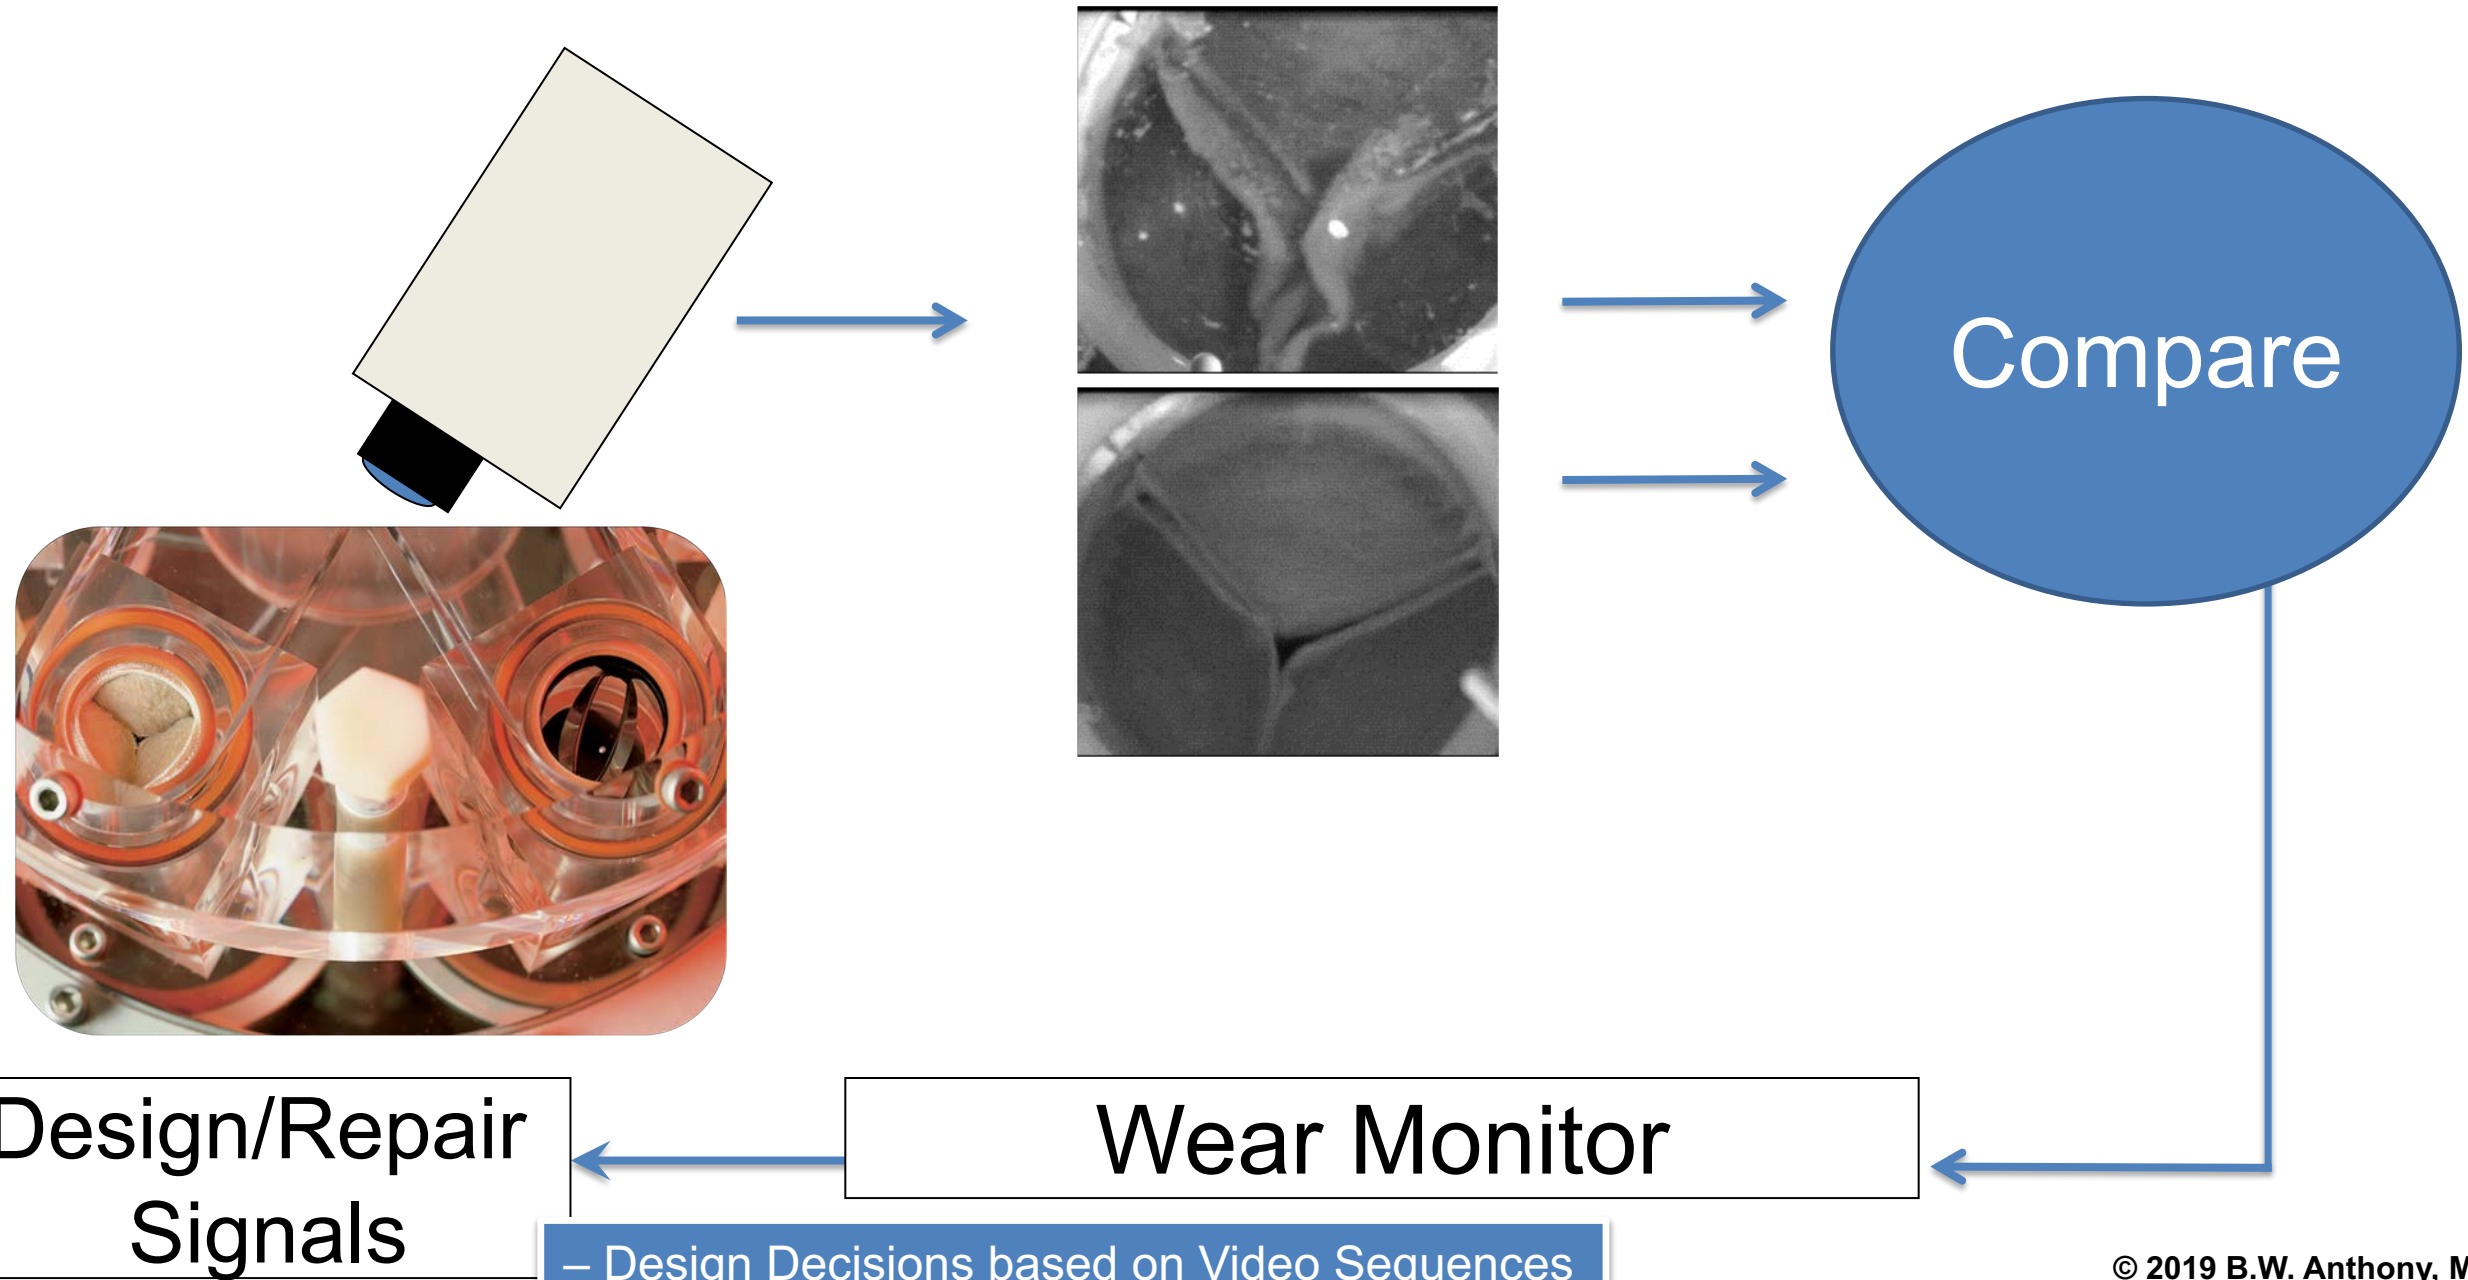 Compare
Wear Monitor
Design/Repair
Signals
– Design Decisions based on Video Sequences
© 2019 B.W. Anthony, M